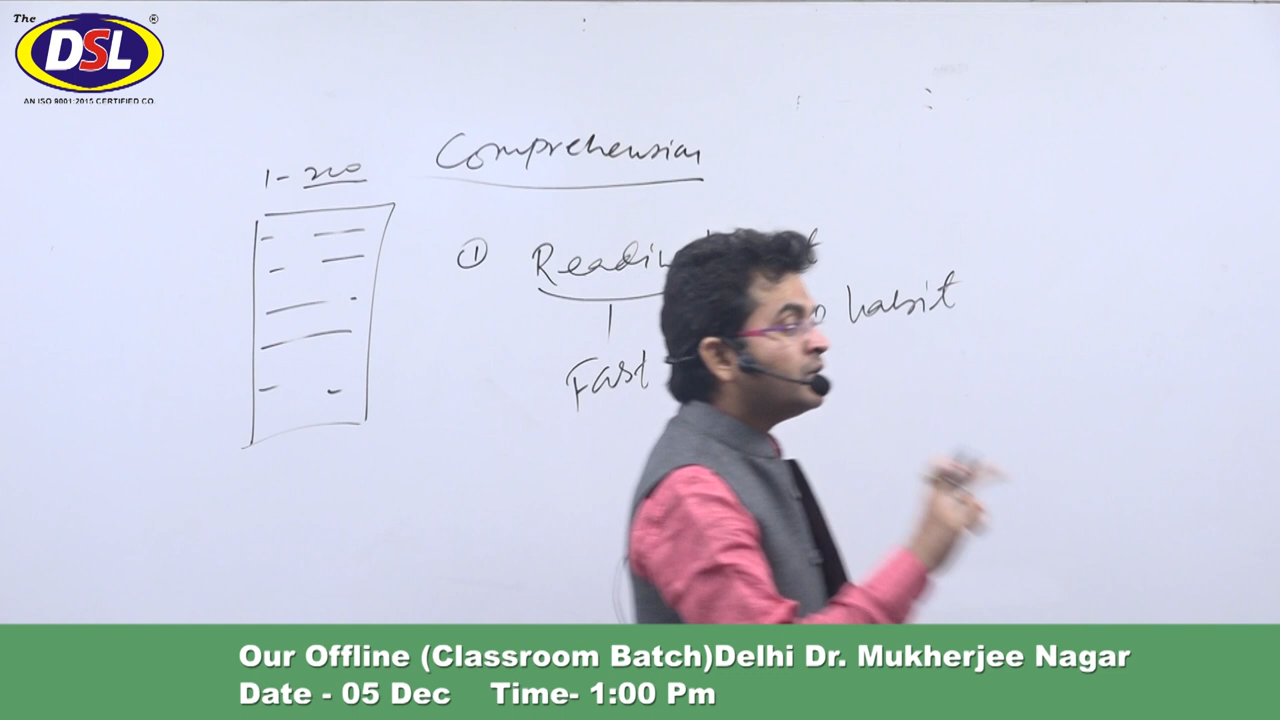 The
®
DSL
AN ISO 9001:2015 CERTIFIED CO.
Comprehension
1-200
①
habit
Fast
Our Offline (Classroom Batch)Delhi Dr. Mukherjee Nagar
Date - 05 Dec Time- 1:00 Pm